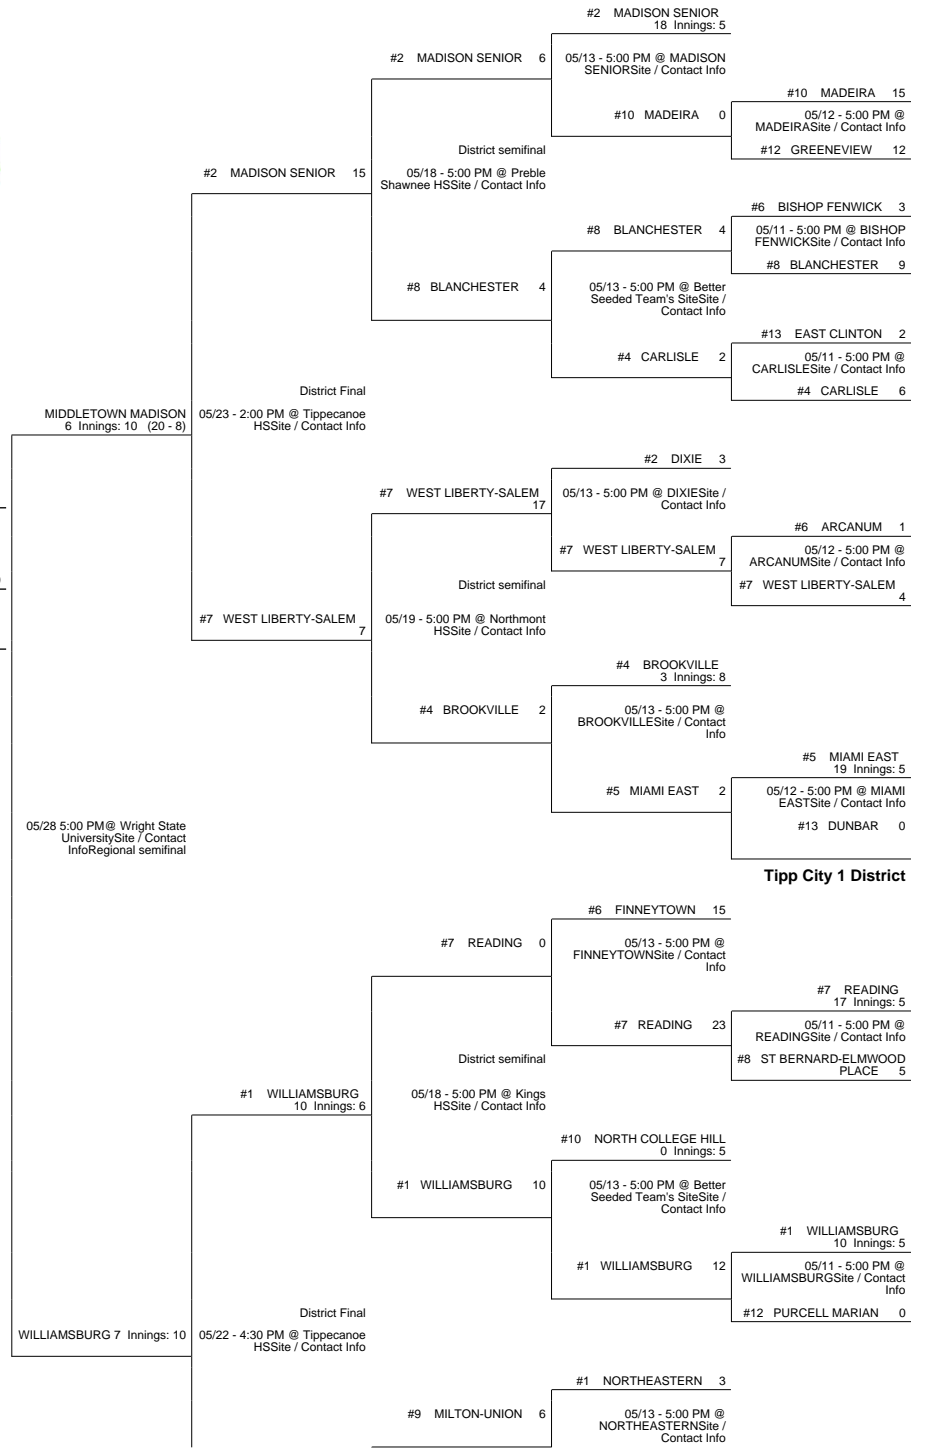 #2 MADISON SENIOR
18 Innings: 5
#2 MADISON SENIOR 6
05/13 - 5:00 PM @ MADISON
SENIORSite / Contact Info
#10 MADEIRA 15
#10 MADEIRA 0
05/12 - 5:00 PM @
MADEIRASite / Contact Info
District semifinal
#12 GREENEVIEW 12
#2 MADISON SENIOR 15
05/18 - 5:00 PM @ Preble
Shawnee HSSite / Contact Info
#6 BISHOP FENWICK 3
#8 BLANCHESTER 4
05/11 - 5:00 PM @ BISHOP
FENWICKSite / Contact Info
#8 BLANCHESTER 9
#8 BLANCHESTER 4
05/13 - 5:00 PM @ Better
Seeded Team's SiteSite /
Contact Info
#13 EAST CLINTON 2
#4 CARLISLE 2
05/11 - 5:00 PM @
CARLISLESite / Contact Info
District Final
#4 CARLISLE 6
MIDDLETOWN MADISON
6 Innings: 10 (20 - 8)
05/23 - 2:00 PM @ Tippecanoe
HSSite / Contact Info
#2 DIXIE 3
#7 WEST LIBERTY-SALEM
17
05/13 - 5:00 PM @ DIXIESite /
Contact Info
#6 ARCANUM 1
#7 WEST LIBERTY-SALEM
7
05/12 - 5:00 PM @
ARCANUMSite / Contact Info
District semifinal
#7 WEST LIBERTY-SALEM
4
#7 WEST LIBERTY-SALEM
7
05/19 - 5:00 PM @ Northmont
HSSite / Contact Info
#4 BROOKVILLE
3 Innings: 8
#4 BROOKVILLE 2
05/13 - 5:00 PM @
BROOKVILLESite / Contact
Info
#5 MIAMI EAST
19 Innings: 5
#5 MIAMI EAST 2
05/12 - 5:00 PM @ MIAMI
EASTSite / Contact Info
#13 DUNBAR 0
05/28 5:00 PM@ Wright State
UniversitySite / Contact
InfoRegional semifinal
Tipp City 1 District
#6 FINNEYTOWN 15
#7 READING 0
05/13 - 5:00 PM @
FINNEYTOWNSite / Contact
Info
#7 READING
17 Innings: 5
#7 READING 23
05/11 - 5:00 PM @
READINGSite / Contact Info
District semifinal
#8 ST BERNARD-ELMWOOD
PLACE 5
#1 WILLIAMSBURG
10 Innings: 6
05/18 - 5:00 PM @ Kings
HSSite / Contact Info
#10 NORTH COLLEGE HILL
0 Innings: 5
#1 WILLIAMSBURG 10
05/13 - 5:00 PM @ Better
Seeded Team's SiteSite /
Contact Info
#1 WILLIAMSBURG
10 Innings: 5
#1 WILLIAMSBURG 12
05/11 - 5:00 PM @
WILLIAMSBURGSite / Contact
Info
District Final
#12 PURCELL MARIAN 0
WILLIAMSBURG 7 Innings: 10
05/22 - 4:30 PM @ Tippecanoe
HSSite / Contact Info
#1 NORTHEASTERN 3
#9 MILTON-UNION 6
05/13 - 5:00 PM @
NORTHEASTERNSite /
Contact Info